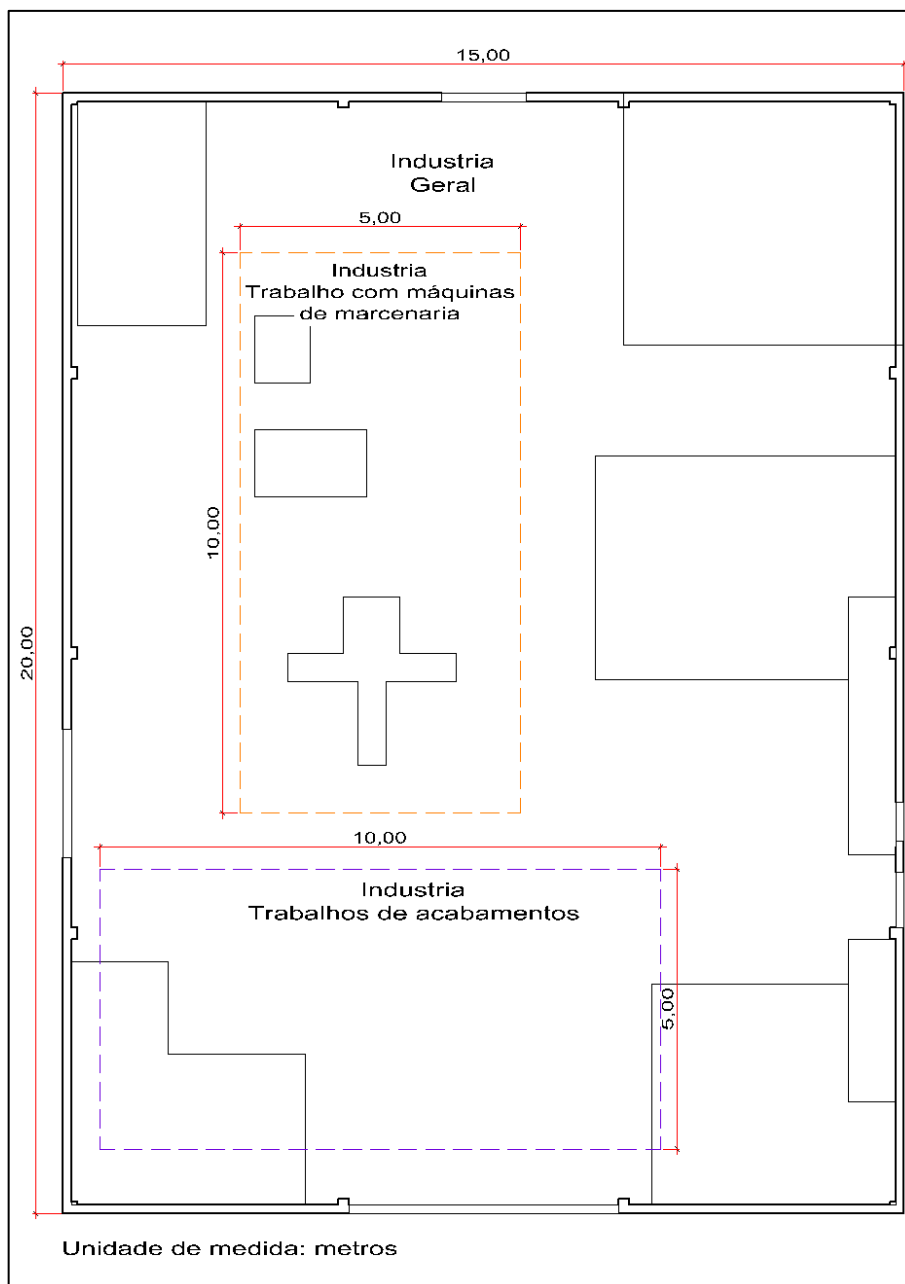 15,00
Industria
Geral
5,00
Industria
Trabalho com máquinas
de marcenaria
10,00
20,00
10,00
Industria
Trabalhos de acabamentos
5,00
Unidade de medida: metros